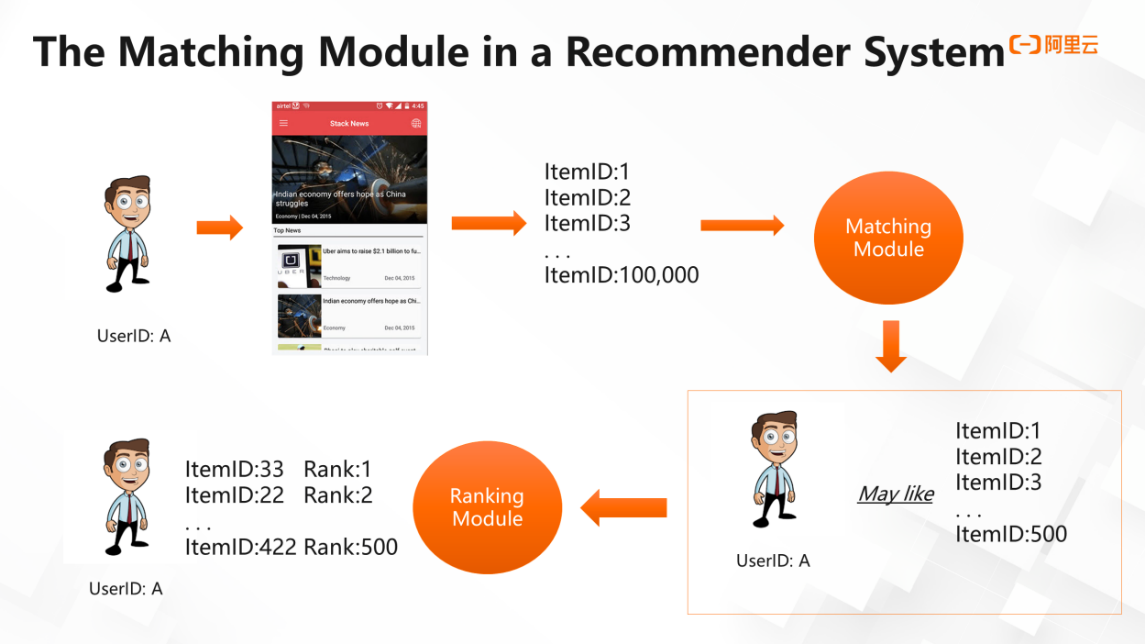 The Matching Module in a Recommender System
阿里云
airtel
4:45
Stack News
Indian economy offers hope as China
struggles
Economy | Dec 04, 2015
Top News
Uber aims to raise $2.1 billion to fu...
UBER
Technology Dec 04, 2015
Indian economy offers hope as Chi...
Economy Dec 04, 2015
ItemID:1
ItemID:2
ItemID:3
. . .
ItemID:100,000
Matching
Module
UserID: A
ItemID:1
ItemID:2
ItemID:3
. . .
ItemID:500
May like
UserID: A
Ranking
Module
ItemID:33 Rank:1
ItemID:22 Rank:2
. . .
ItemID:422 Rank:500
UserID: A